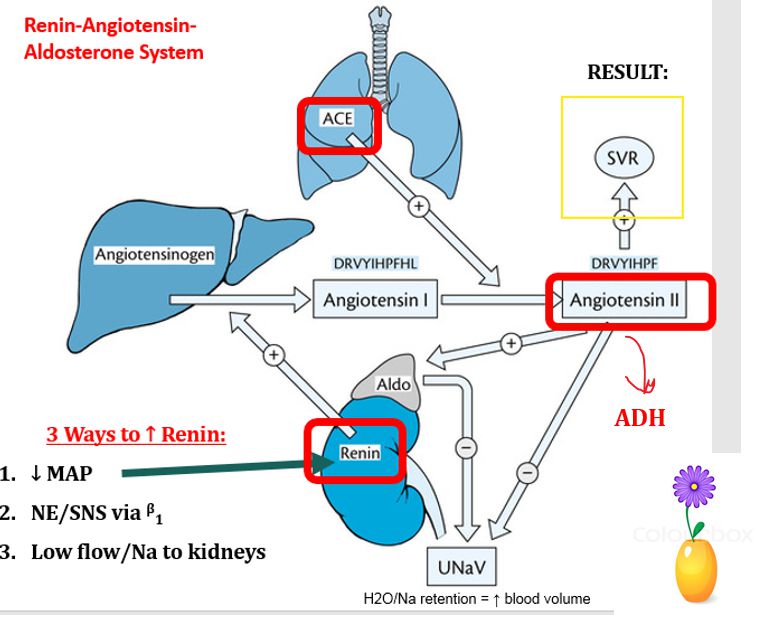 Renin-Angiotensin-
Aldosterone System
RESULT:
ACE
SVR
+
+
Angiotensinogen
DRVYIHPFHL
DRVYIHPF
Angiotensin I
Angiotensin II
+
+
Aldo
ADH
3 Ways to ↑ Renin:
Renin
−
1. ↓ MAP
−
2. NE/SNS via β1
3. Low flow/Na to kidneys
UNaV
H2O/Na retention = ↑ blood volume